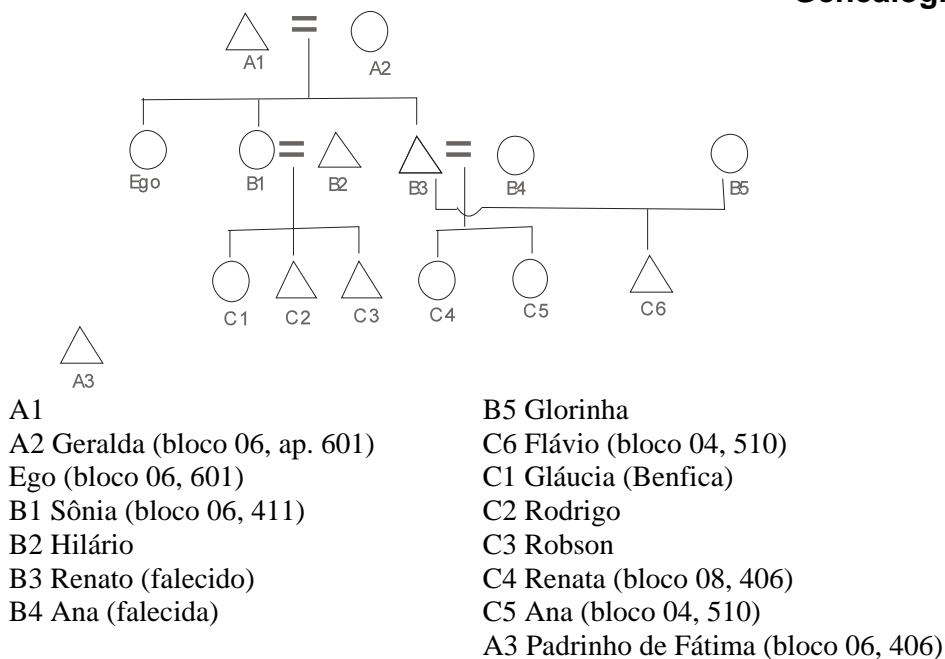 A1
A2
Ego
B1
B2
B3
B4
B5
C1
C2
C3
C4
C5
C6
A3
A1
A2 Geralda (bloco 06, ap. 601)
Ego (bloco 06, 601)
B1 Sônia (bloco 06, 411)
B2 Hilário
B3 Renato (falecido)
B4 Ana (falecida)
B5 Glorinha
C6 Flávio (bloco 04, 510)
C1 Gláucia (Benfica)
C2 Rodrigo
C3 Robson
C4 Renata (bloco 08, 406)
C5 Ana (bloco 04, 510)
A3 Padrinho de Fátima (bloco 06, 406)